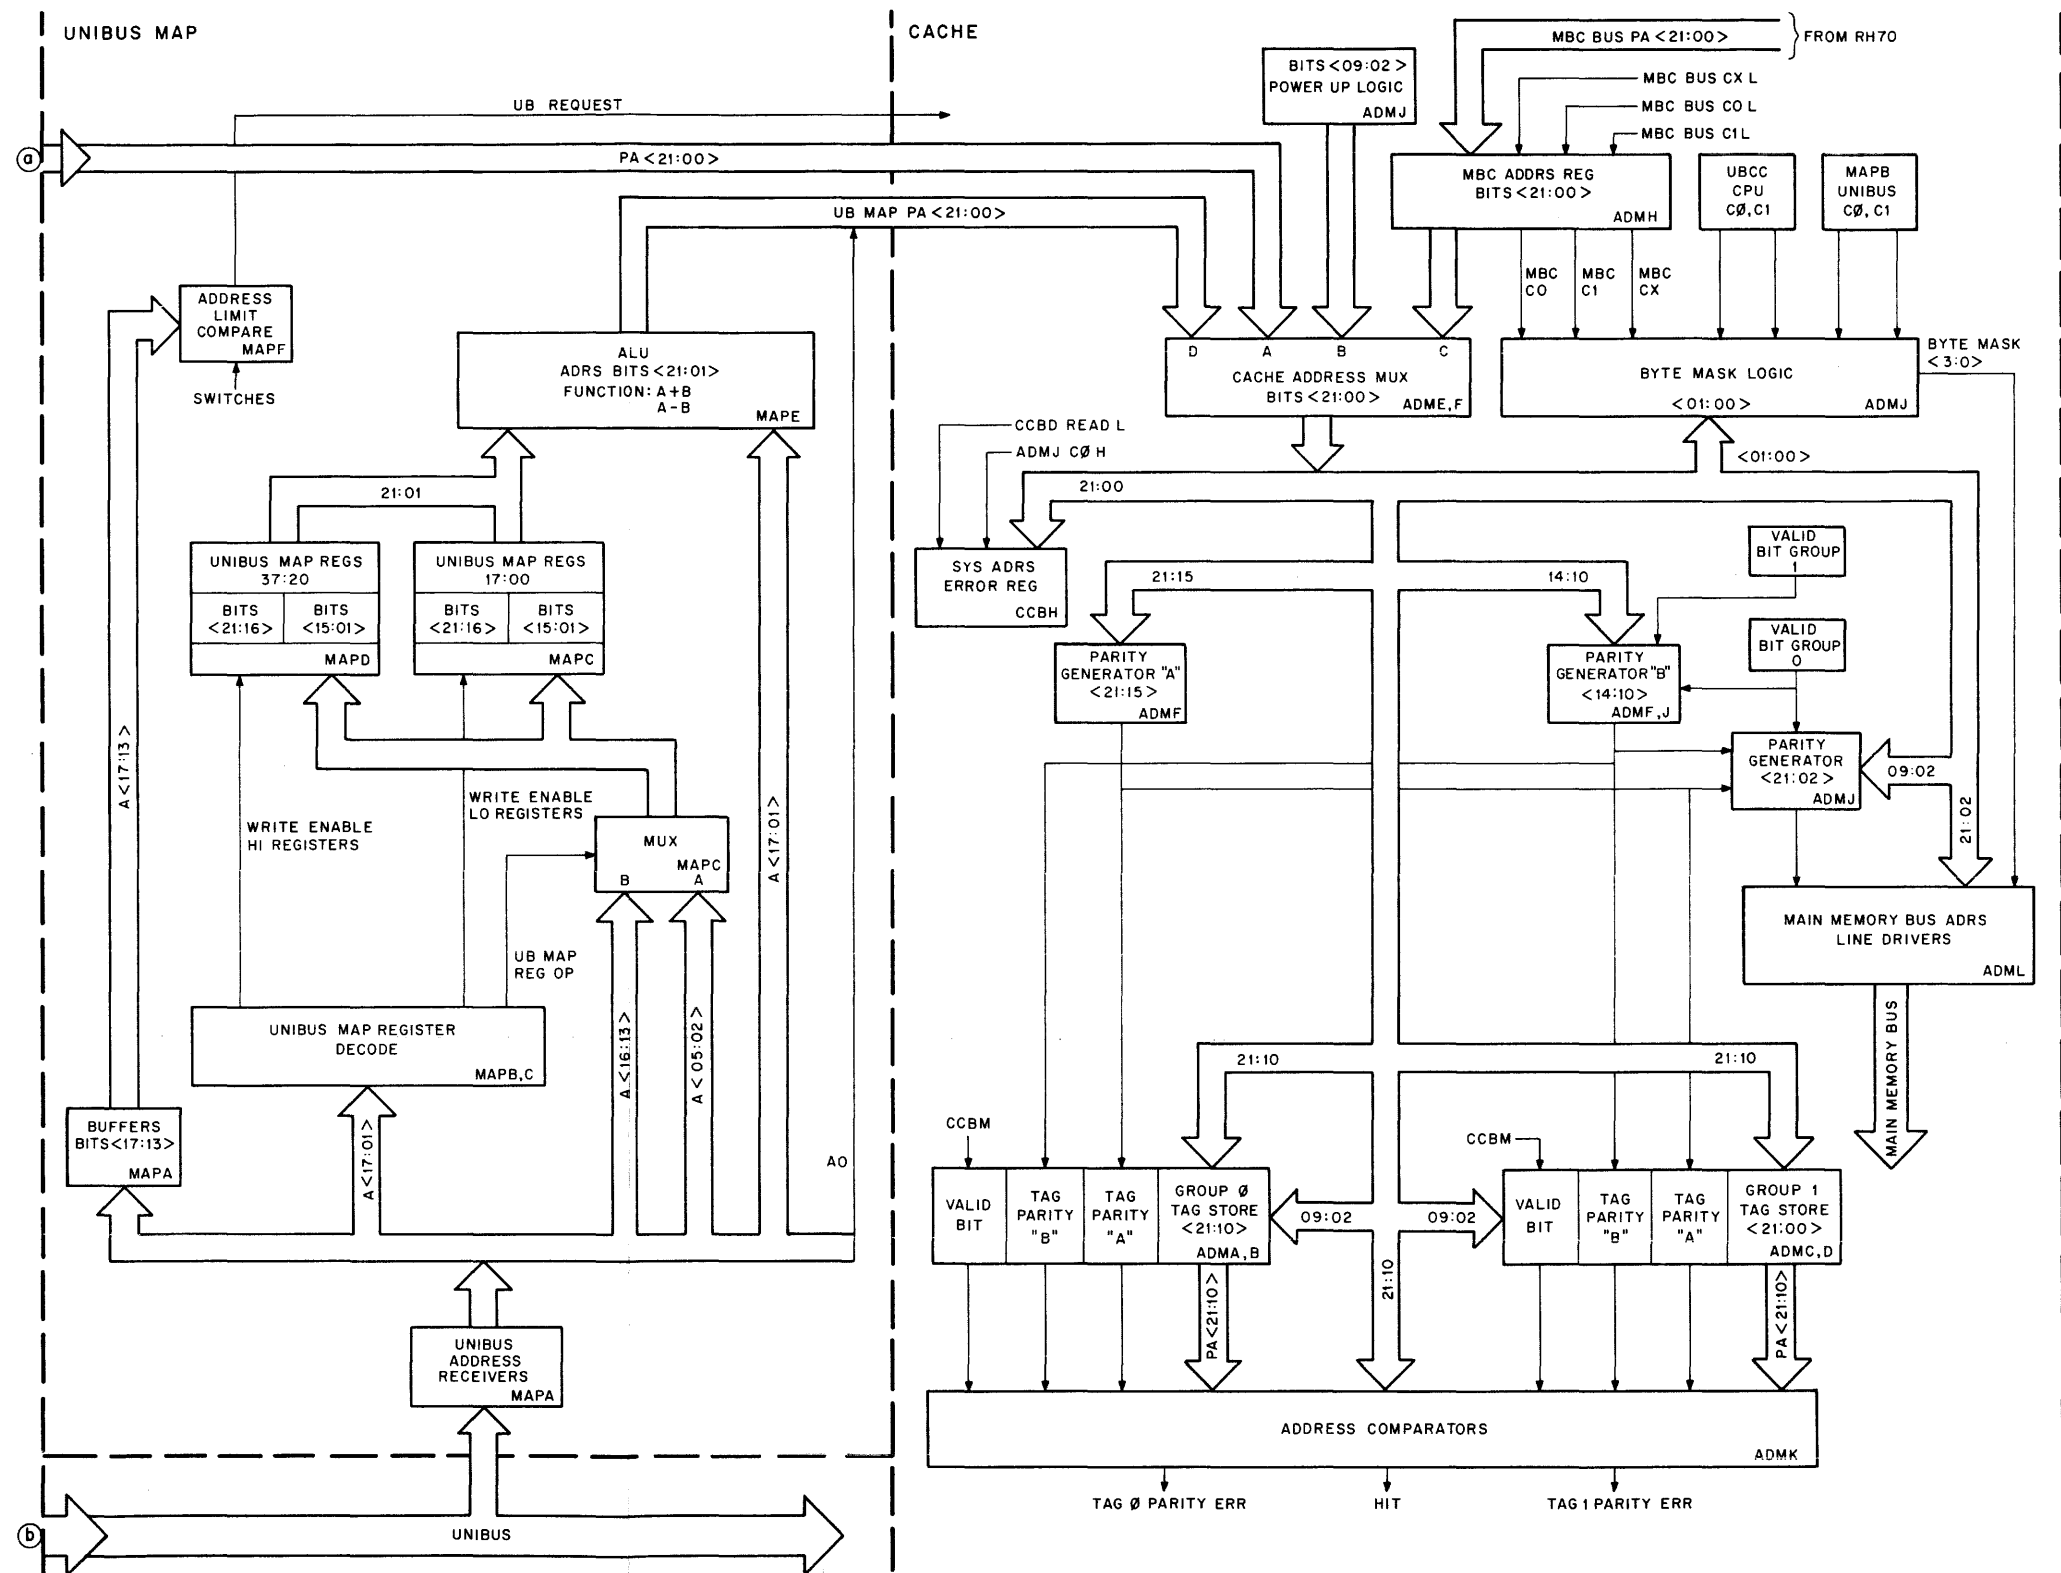 UNIBUS MAP
CACHE
MBC BUS PA<21:00>
FROM RH70
BITS<09:02>
POWER UP LOGIC
ADMJ
MBC BUS CX L
MBC BUS C0 L
MBC BUS C1L
UB REQUEST
a
PA<21:00>
MBC ADDRS REG
BITS<21:00>
ADMH
UBCC
CPU
CØ,C1
MAPB
UNIBUS
CØ,C1
UB MAP PA<21:00>
MBC
C0
MBC
C1
MBC
CX
ADDRESS
LIMIT
COMPARE
MAPF
SWITCHES
ALU
ADRS BITS<21:01>
FUNCTION: A+B
A-B
MAPE
D
A
B
C
CACHE ADDRESS MUX
BITS<21:00>
ADME,F
BYTE MASK LOGIC
<01:00>
ADMJ
BYTE MASK
<3:0>
CCBD READ L
ADMJ CØ H
<01:00>
21:00
21:01
UNIBUS MAP REGS
37:20
BITS
<21:16>
BITS
<15:01>
MAPD
UNIBUS MAP REGS
17:00
BITS
<21:16>
BITS
<15:01>
MAPC
SYS ADRS
ERROR REG
CCBH
21:15
14:10
VALID
BIT GROUP
1
VALID
BIT GROUP
0
PARITY
GENERATOR "A"
<21:15>
ADMF
PARITY
GENERATOR "B"
<14:10>
ADMF,J
PARITY
GENERATOR
<21:02>
ADMJ
09:02
21:02
A<17:13>
WRITE ENABLE
HI REGISTERS
WRITE ENABLE
LO REGISTERS
MUX
MAPC
B
A
A<17:01>
UB MAP
REG OP
MAIN MEMORY BUS ADRS
LINE DRIVERS
ADML
UNIBUS MAP REGISTER
DECODE
MAPB,C
A<16:13>
A<05:02>
MAIN MEMORY BUS
21:10
21:10
BUFFERS
BITS<17:13>
MAPA
A<17:01>
A0
CCBM
CCBM
VALID
BIT
TAG
PARITY
"B"
TAG
PARITY
"A"
GROUP Ø
TAG STORE
<21:10>
ADMA,B
09:02
09:02
VALID
BIT
TAG
PARITY
"B"
TAG
PARITY
"A"
GROUP 1
TAG STORE
<21:00>
ADMC,D
PA<21:10>
21:10
PA<21:10>
UNIBUS
ADDRESS
RECEIVERS
MAPA
ADDRESS COMPARATORS
ADMK
TAG Ø PARITY ERR
HIT
TAG 1 PARITY ERR
b
UNIBUS